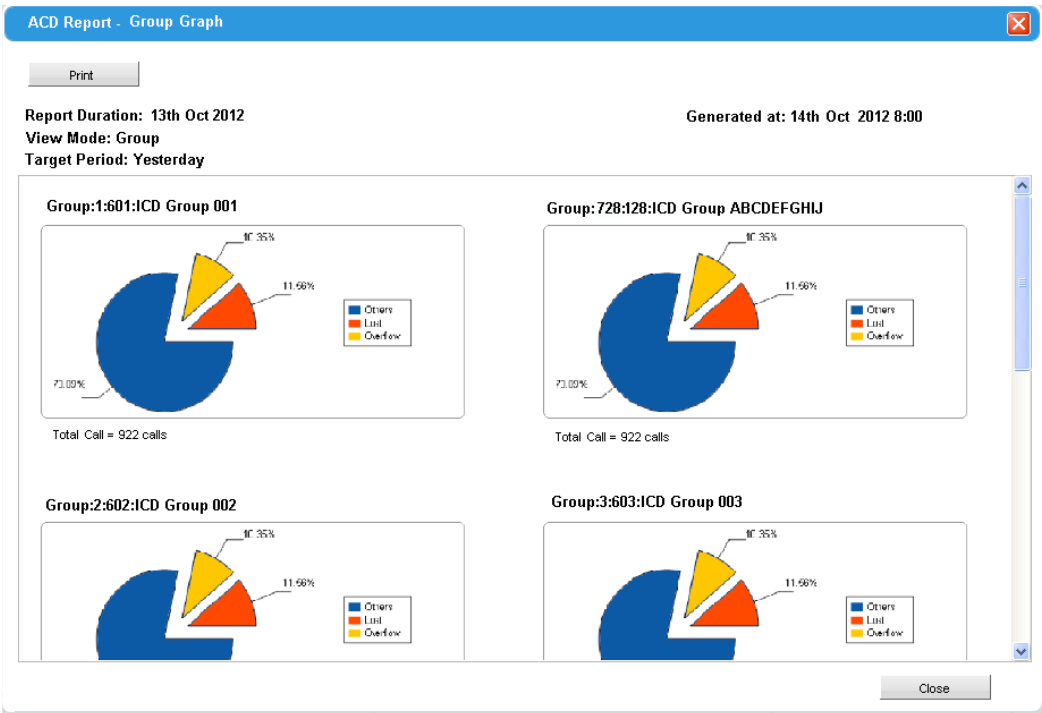 ACD Report - Group Graph
Print
Report Duration: 13th Oct 2012
Generated at: 14th Oct 2012 8:00
View Mode: Group
Target Period: Yesterday
Group:1:601:ICD Group 001
10.35%
11.56%
Others
Lost
Overflow
Total Call = 922 calls
Group:728:128:ICD Group ABCDEFGHIJ
10.35%
11.56%
Others
Lost
Overflow
Total Call = 922 calls
Group:2:602:ICD Group 002
10.35%
11.56%
Others
Lost
Overflow
Group:3:603:ICD Group 003
10.35%
11.56%
Others
Lost
Overflow
Close